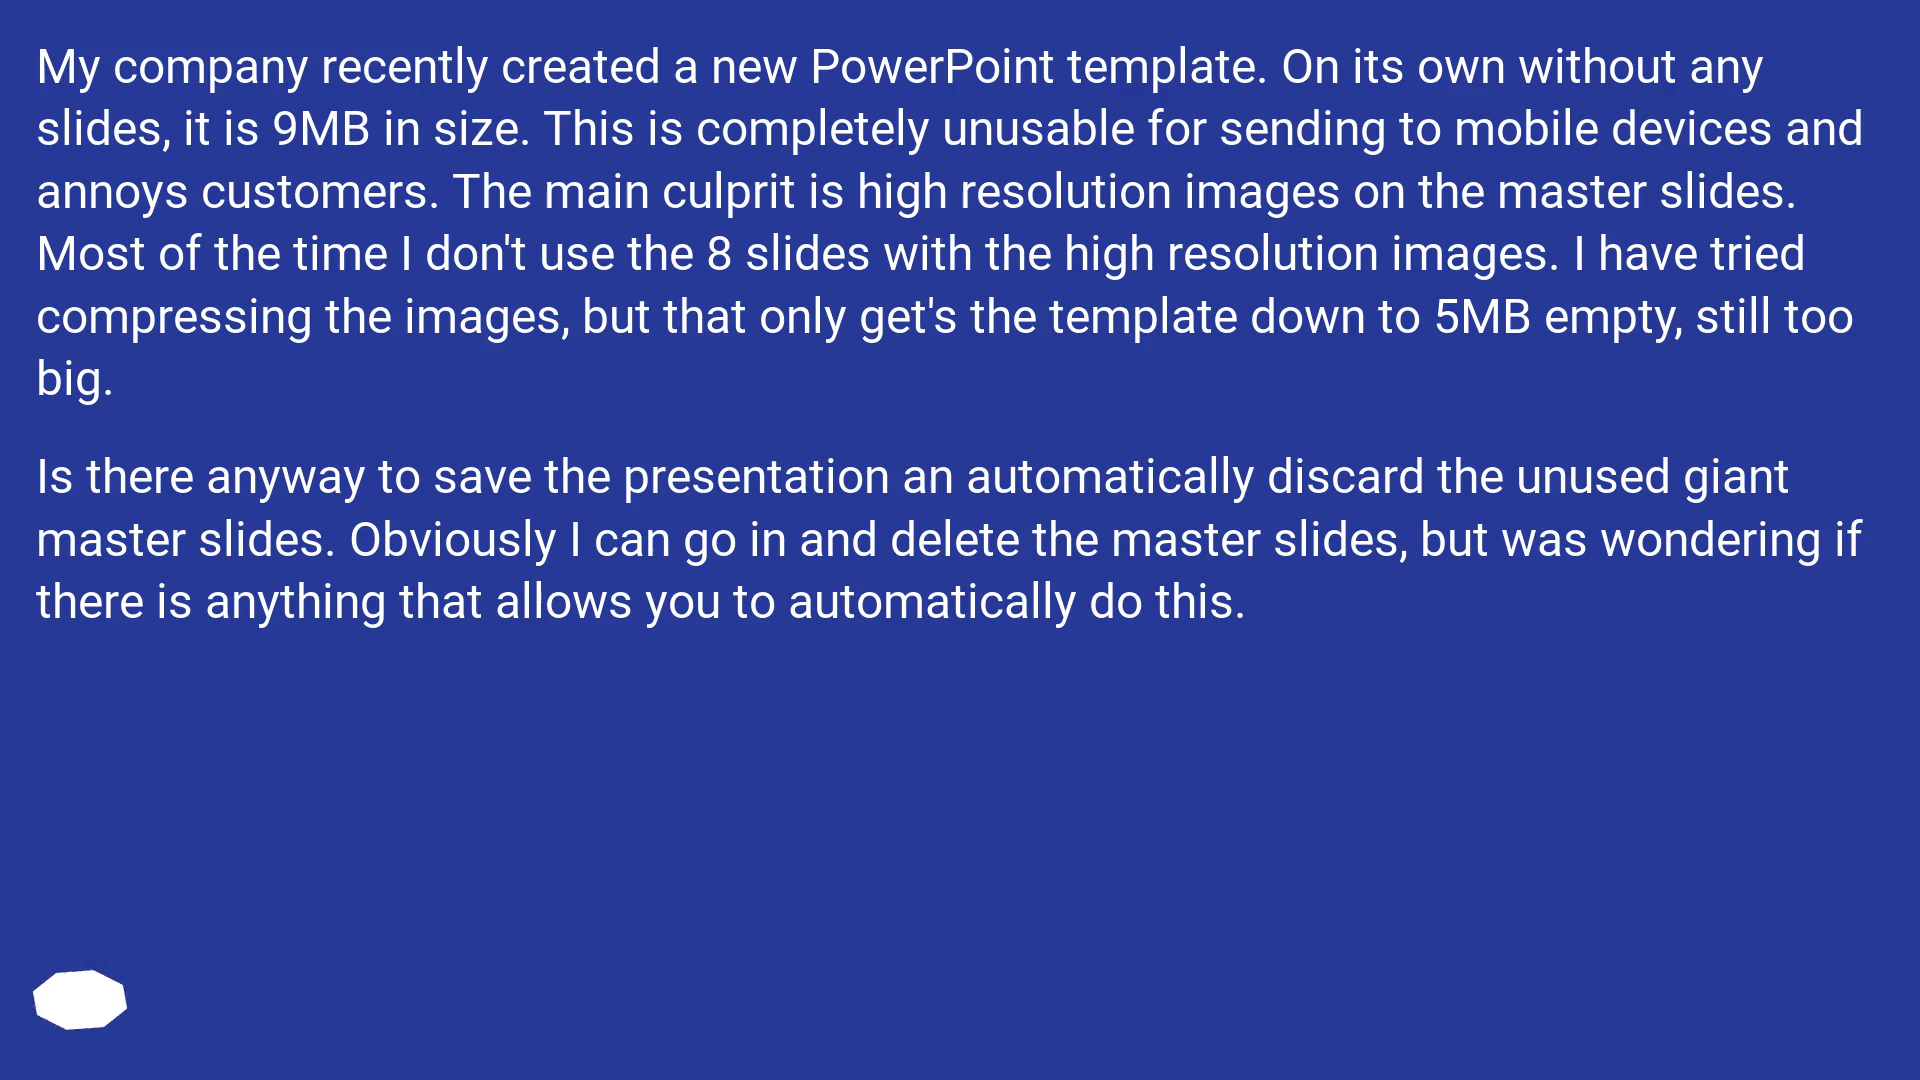 My company recently created a new PowerPoint template. On its own without any
slides, it is 9MB in size. This is completely unusable for sending to mobile devices and
annoys customers. The main culprit is high resolution images on the master slides.
Most of the time I don't use the 8 slides with the high resolution images. I have tried
compressing the images, but that only get's the template down to 5MB empty, still too
big.
Is there anyway to save the presentation an automatically discard the unused giant
master slides. Obviously I can go in and delete the master slides, but was wondering if
there is anything that allows you to automatically do this.